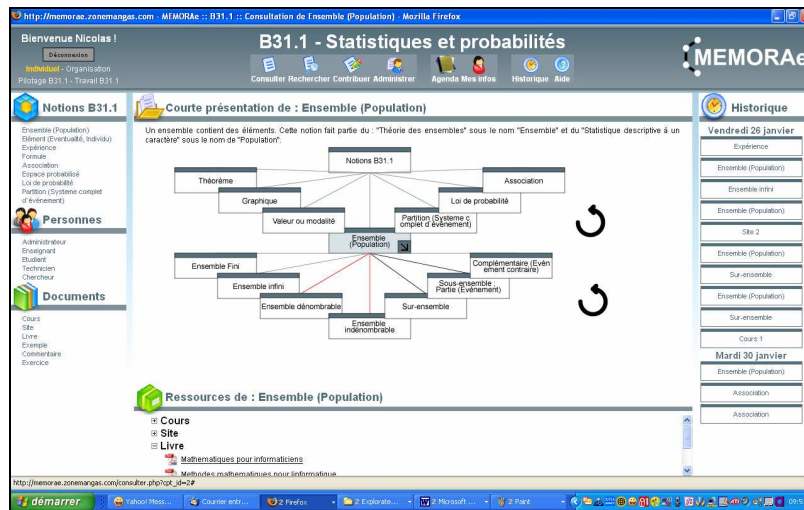 http://memorae.zonemangas.com - MEMORAe :: B31.1 :: Consultation de Ensemble (Population) - Mozilla Firefox
Bienvenue Nicolas !
Déconnexion
Individuel - Organisation
Pilotage B31.1 - Travail B31.1
B31.1 - Statistiques et probabilités
Consulter Rechercher Contribuer Administrer Agenda Mes infos Historique Aide
MEMORAe
Notions B31.1
Ensemble (Population)
Elément (Eventualité, Individu)
Expérience
Formule
Association
Espace probabilisé
Loi de probabilité
Partition (Systeme complet
d'événement)
Personnes
Administrateur
Enseignant
Etudiant
Technicien
Chercheur
Documents
Cours
Site
Livre
Exemple
Commentaire
Exercice
Courte présentation de : Ensemble (Population)
Un ensemble contient des éléments. Cette notion fait partie du : "Théorie des ensembles" sous le nom "Ensemble" et du "Statistique descriptive à un
caractère" sous le nom de "Population".
Notions B31.1
Théorème
Association
Graphique
Loi de probabilité
Valeur ou modalité
Partition (Systeme c
omplet d'événement)
Ensemble
(Population)
Ensemble Fini
Complémentaire (Evén
ement contraire)
Ensemble infini
Sous-ensemble :
Partie (Evénement)
Ensemble dénombrable
Sur-ensemble
Ensemble
indénombrable
Ressources de : Ensemble (Population)
Cours
Site
Livre
Mathematiques pour informaticiens
Methodes mathematiques pour linformatique
Historique
Vendredi 26 janvier
Expérience
Ensemble (Population)
Ensemble infini
Ensemble (Population)
Site 2
Ensemble (Population)
Sur-ensemble
Ensemble (Population)
Sur-ensemble
Cours 1
Mardi 30 janvier
Ensemble (Population)
Association
Association
http://memorae.zonemangas.com/consulter.php?cpt_id=2#
démarrer
Yahoo! Mess...
Courrier entr...
2 Firefox
2 Explorate...
2 Microsoft ...
2 Paint